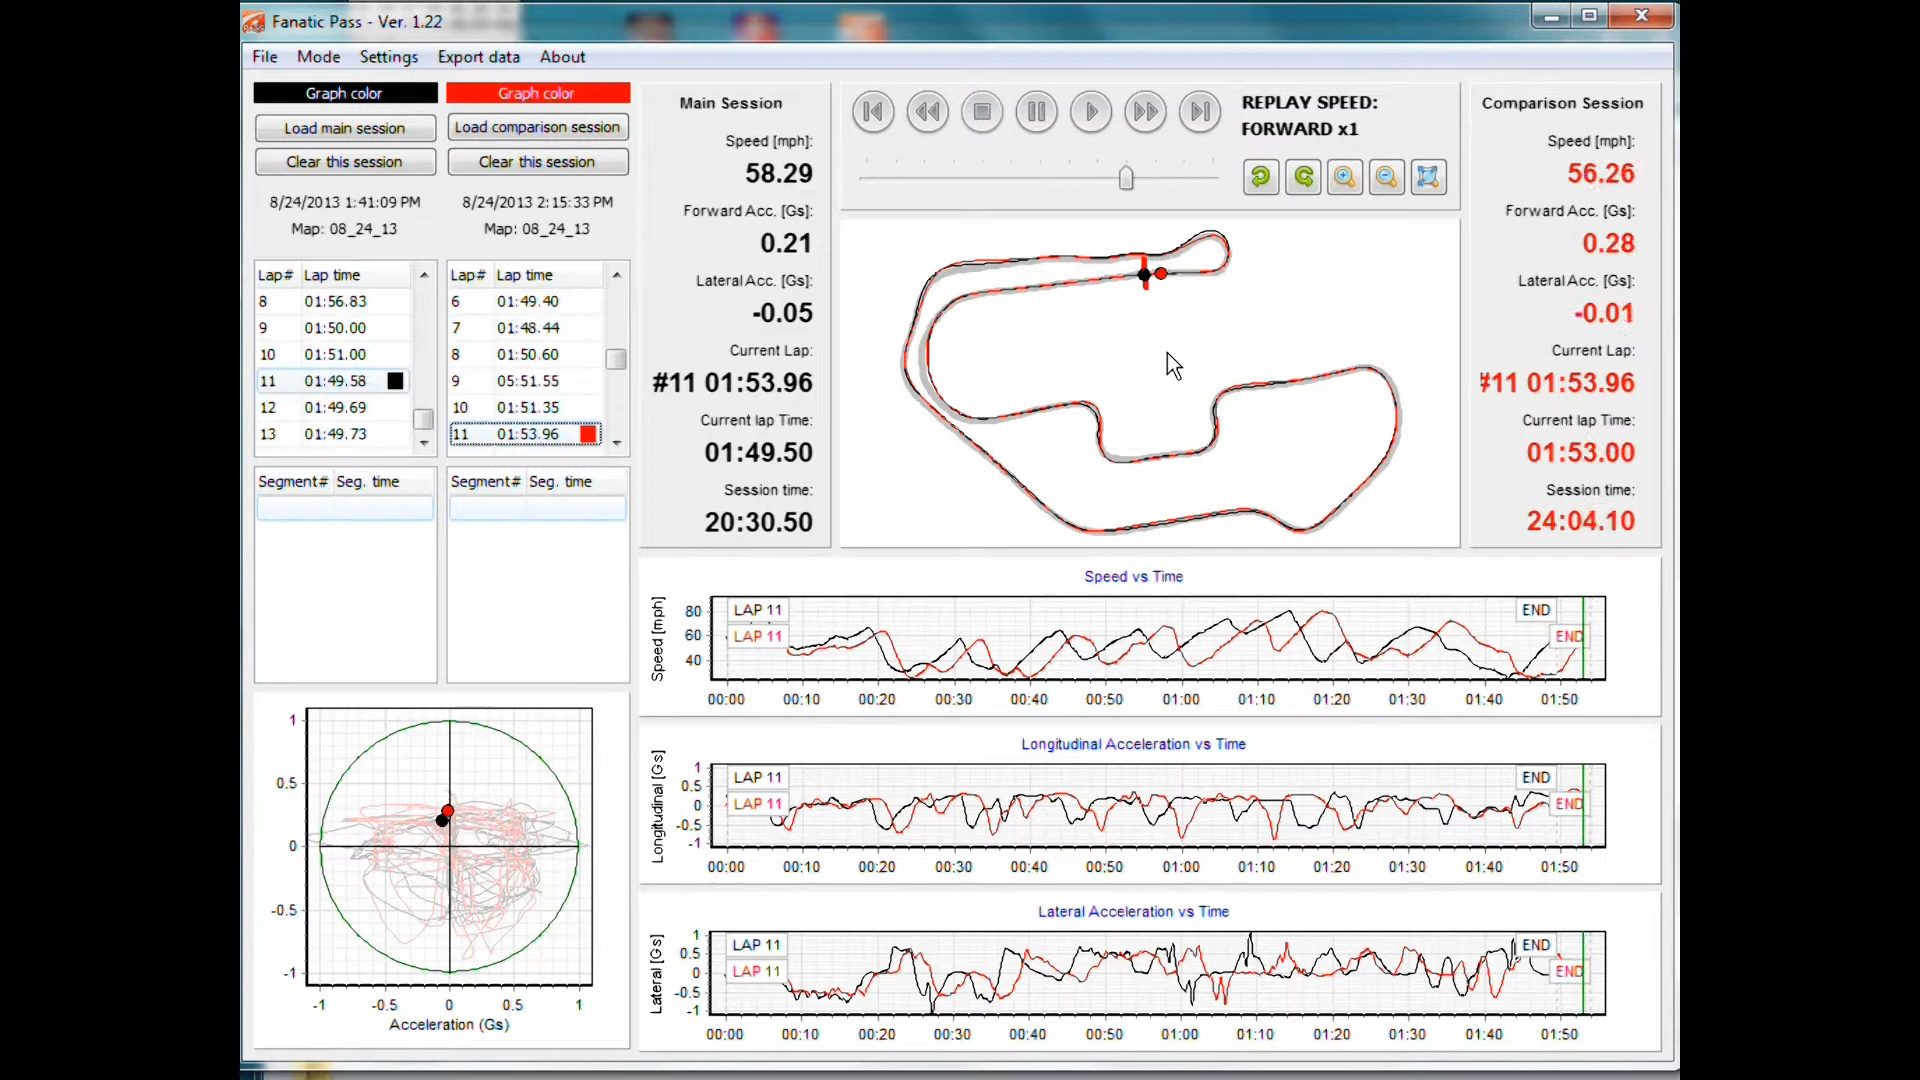 Fanatic Pass - Ver. 1.22
File Mode Settings Export data About
Graph color
Load main session
Clear this session
8/24/2013 1:41:09 PM
Map: 08_24_13
Lap# Lap time
8 01:56.83
9 01:50.00
10 01:51.00
11 01:49.58
12 01:49.69
13 01:49.73
Segment# Seg. time
Graph color
Load comparison session
Clear this session
8/24/2013 2:15:33 PM
Map: 08_24_13
Lap# Lap time
6 01:49.40
7 01:48.44
8 01:50.60
9 05:51.55
10 01:51.35
11 01:53.96
Segment# Seg. time
Main Session
Speed [mph]:
58.29
Forward Acc. [Gs]:
0.21
Lateral Acc. [Gs]:
-0.05
Current Lap:
#11 01:53.96
Current lap Time:
01:49.50
Session time:
20:30.50
REPLAY SPEED:
FORWARD x1
Comparison Session
Speed [mph]:
56.26
Forward Acc. [Gs]:
0.28
Lateral Acc. [Gs]:
-0.01
Current Lap:
#11 01:53.96
Current lap Time:
01:53.00
Session time:
24:04.10
1
0.5
0
-0.5
-1
-1 -0.5 0 0.5 1
Acceleration (Gs)
Speed vs Time
Speed [mph]
80
60
40
LAP 11
LAP 11
END
END
00:00 00:10 00:20 00:30 00:40 00:50 01:00 01:10 01:20 01:30 01:40 01:50
Longitudinal Acceleration vs Time
Longitudinal [Gs]
1
0.5
0
-0.5
-1
LAP 11
LAP 11
END
END
00:00 00:10 00:20 00:30 00:40 00:50 01:00 01:10 01:20 01:30 01:40 01:50
Lateral Acceleration vs Time
Lateral [Gs]
1
0.5
0
-0.5
-1
LAP 11
LAP 11
END
END
00:00 00:10 00:20 00:30 00:40 00:50 01:00 01:10 01:20 01:30 01:40 01:50